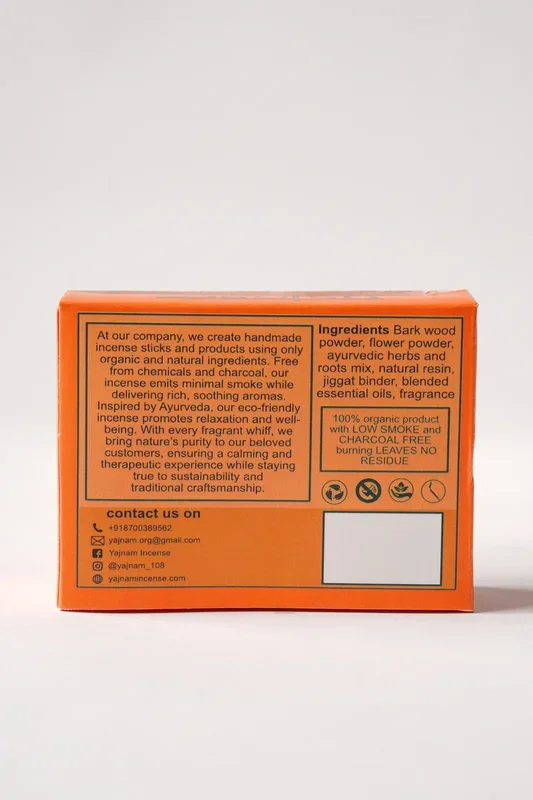 At our company, we create handmade
incense sticks and products using only
organic and natural ingredients. Free
from chemicals and charcoal, our
incense emits minimal smoke while
delivering rich, soothing aromas.
Inspired by Ayurveda, our eco-friendly
incense promotes relaxation and well-
being. With every fragrant whiff, we
bring nature's purity to our beloved
customers, ensuring a calming and
therapeutic experience while staying
true to sustainability and
traditional craftsmanship.
Ingredients Bark wood
powder, flower powder,
ayurvedic herbs and
roots mix, natural resin,
jiggat binder, blended
essential oils, fragrance
100% organic product
with LOW SMOKE and
CHARCOAL FREE
burning LEAVES NO
RESIDUE
contact us on
+918700389562
yajnam.org@gmail.com
Yajnam Incense
@yajnam_108
yajnamincense.com